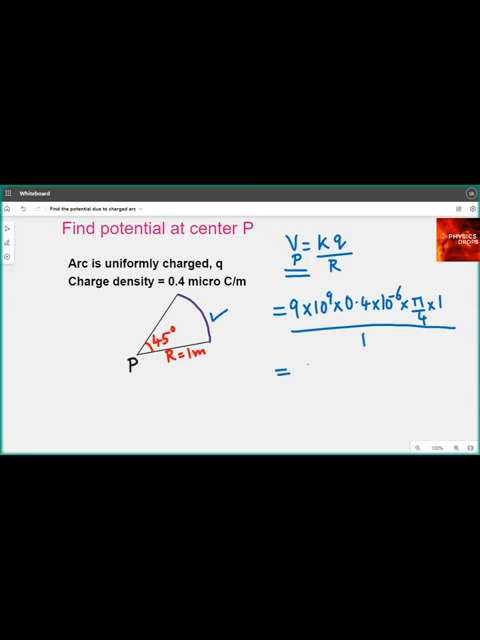 Whiteboard
SR
Find the potential due to charged arc
Find potential at center P
PHYSICS
DROPS
Arc is uniformly charged, q
Charge density = 0.4 micro C/m
V = Kq
P R
= 9 × 10⁹ × 0.4 × 10⁻⁶ × π/4 × 1
1
45°
R = 1m
P
=
100%